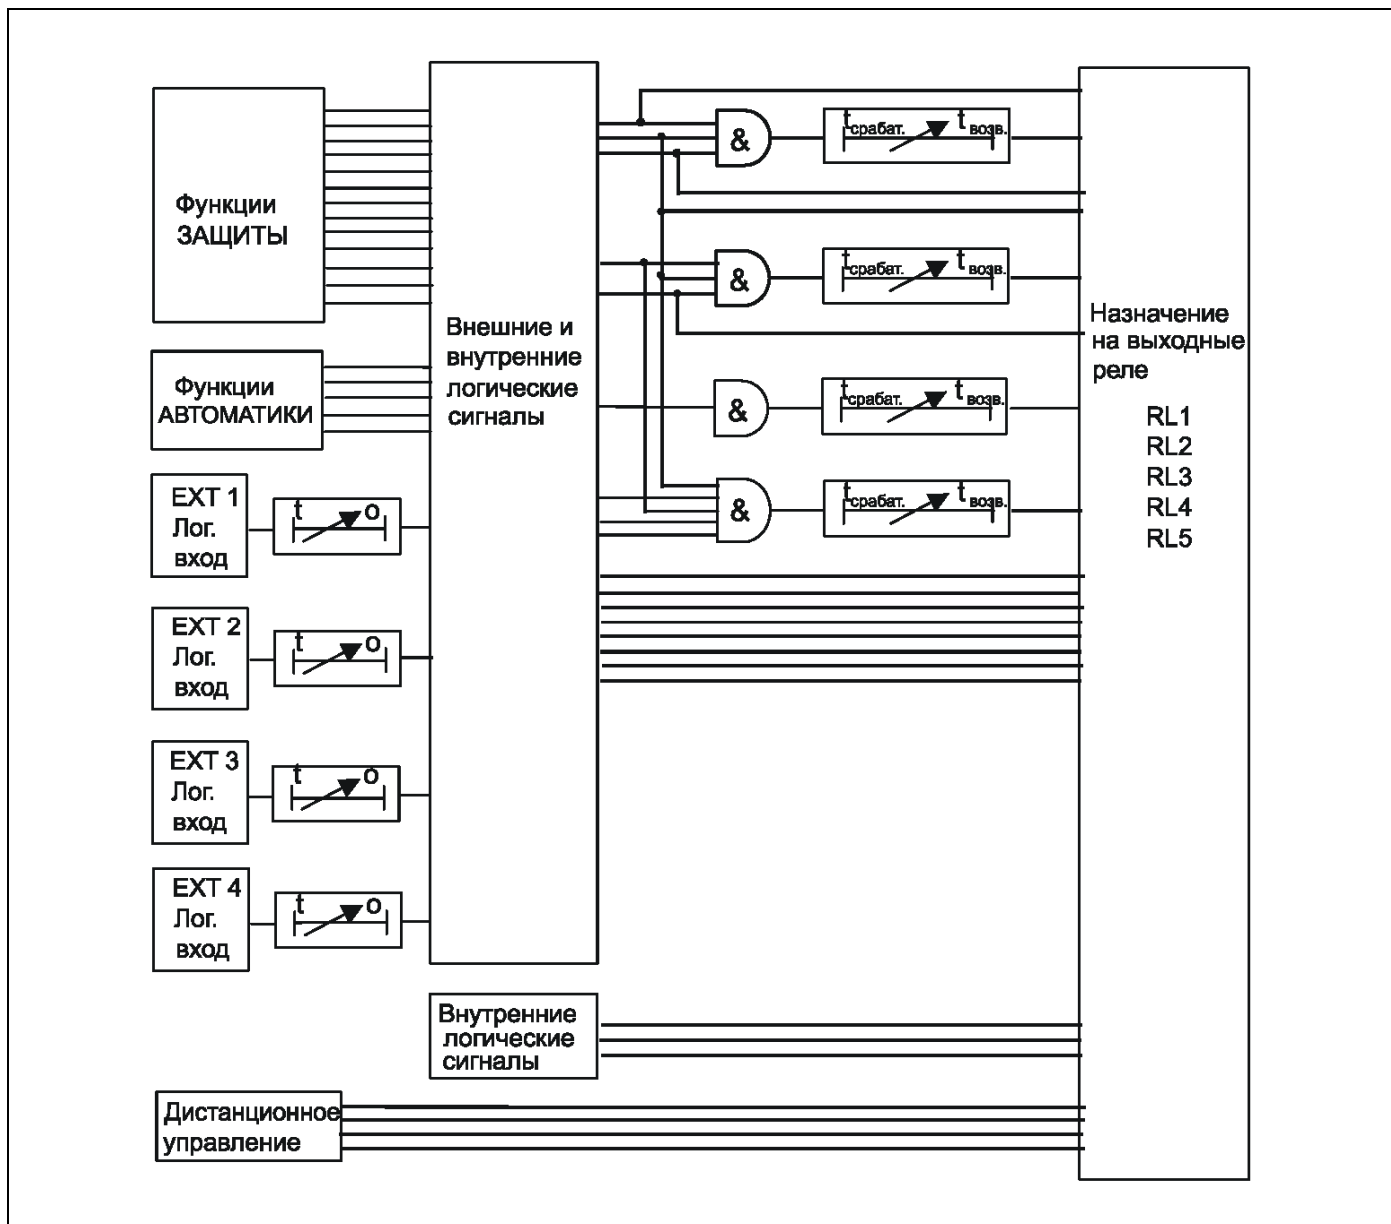 Функции
ЗАЩИТЫ
Функции
АВТОМАТИКИ
EXT 1
Лог.
вход
t
o
EXT 2
Лог.
вход
t
o
EXT 3
Лог.
вход
t
o
EXT 4
Лог.
вход
t
o
Внешние и
внутренние
логические
сигналы
&
tсрабат.
tвозв.
&
tсрабат.
tвозв.
&
tсрабат.
tвозв.
&
tсрабат.
tвозв.
Назначение
на выходные
реле
RL1
RL2
RL3
RL4
RL5
Внутренние
логические
сигналы
Дистанционное
управление